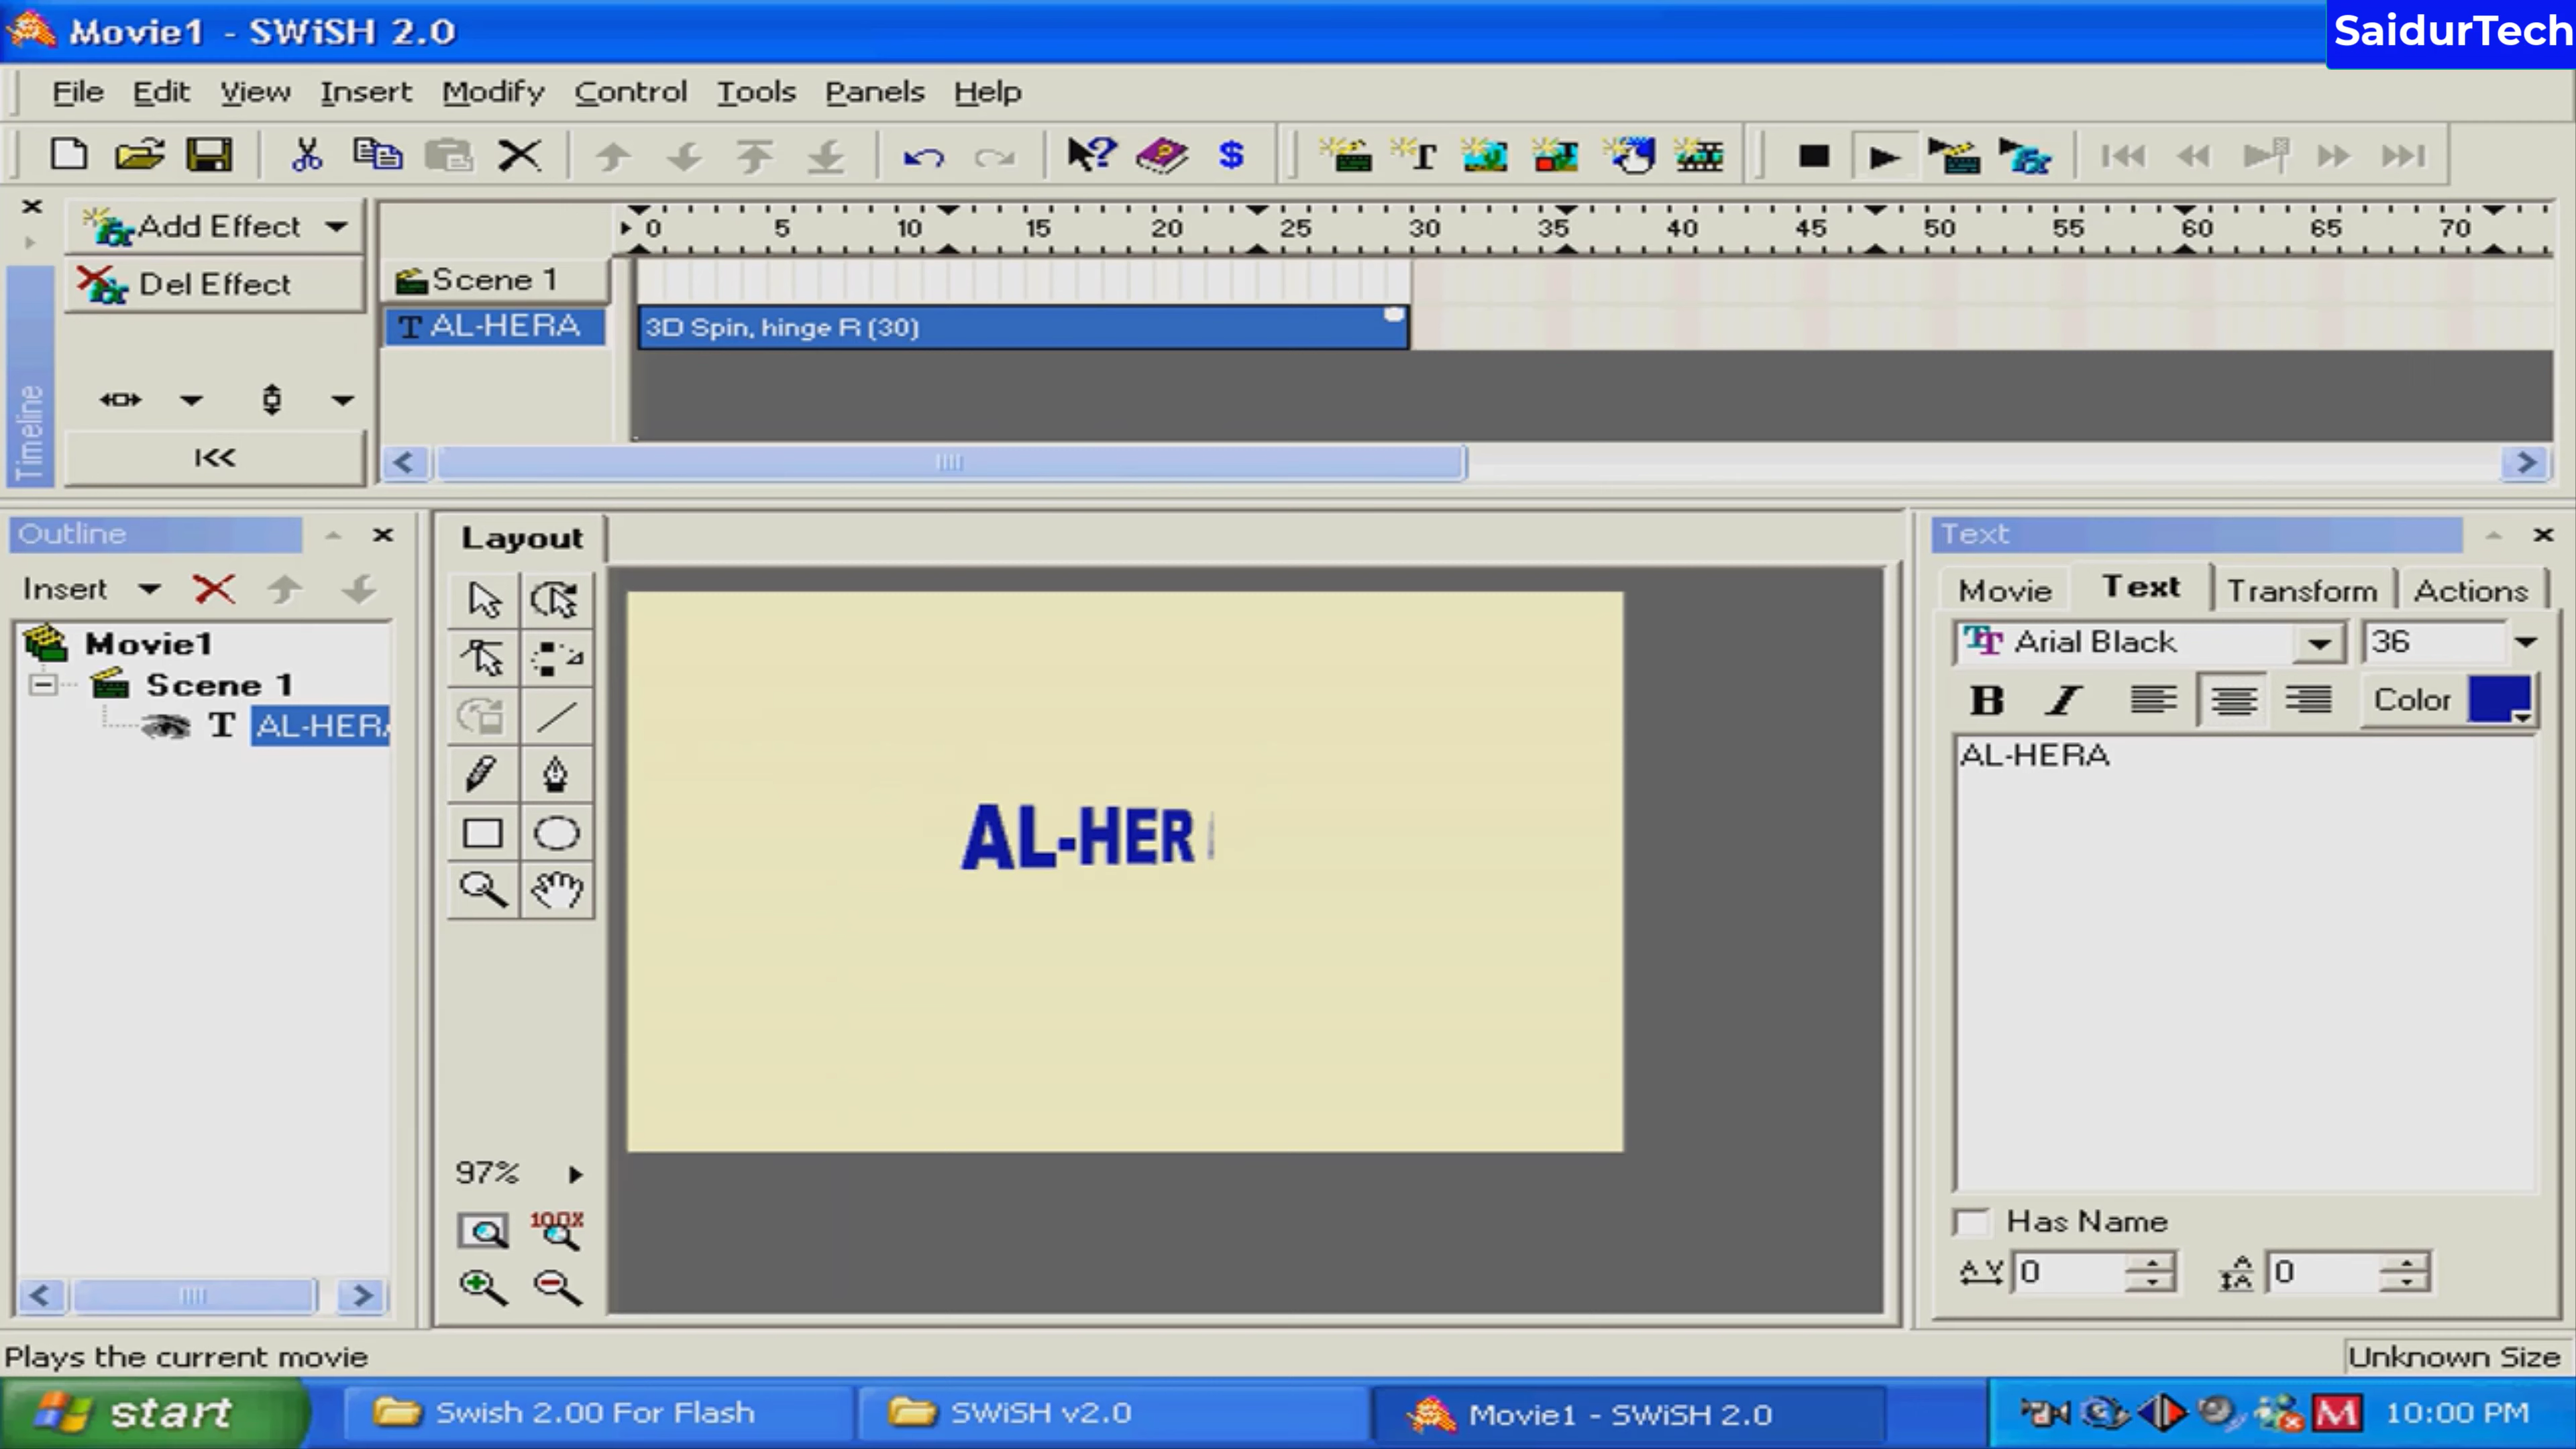 Movie1 - SWiSH 2.0
SaidurTech
File Edit View Insert Modify Control Tools Panels Help
Add Effect
Del Effect
0 5 10 15 20 25 30 35 40 45 50 55 60 65 70
Scene 1
T AL-HERA
3D Spin, hinge R (30)
Timeline
I<<
Outline
Insert
Movie1
Scene 1
T AL-HERA
Layout
AL-HER
97%
100%
Text
Movie Text Transform Actions
Arial Black 36
B I Color
AL-HERA
Has Name
AV 0 A 0
Plays the current movie
Unknown Size
start
Swish 2.00 For Flash
SWiSH v2.0
Movie1 - SWiSH 2.0
M 10:00 PM